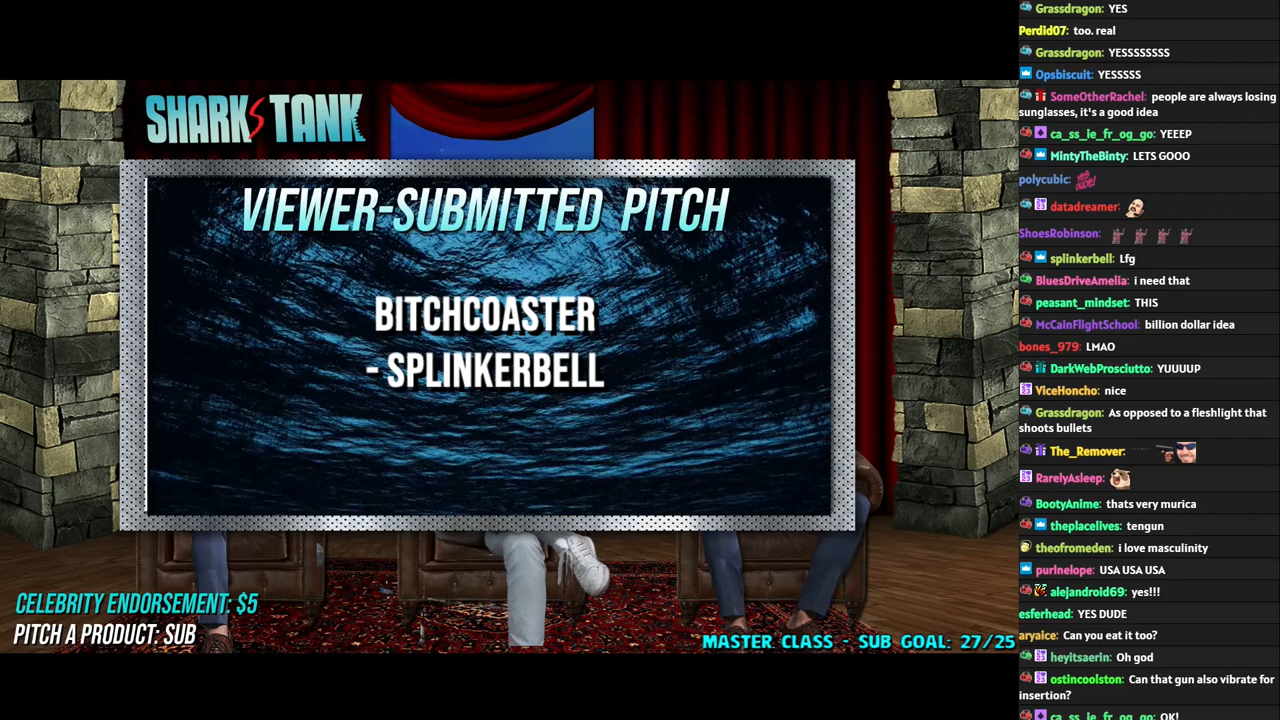 SHARKS TANK
VIEWER-SUBMITTED PITCH
BITCHCOASTER
- SPLINKERBELL
CELEBRITY ENDORSEMENT: $5
PITCH A PRODUCT: SUB
MASTER CLASS - SUB GOAL: 27/25
Grassdragon: YES
Perdid07: too. real
Grassdragon: YESSSSSSSS
Opsbiscuit: YESSSSS
SomeOtherRachel: people are always losing
sunglasses, it's a good idea
ca_ss_ie_fr_og_go: YEEEP
MintyTheBinty: LETS GOOO
polycubic: YES DUDE!
datadreamer:
ShoesRobinson:
splinkerbell: Lfg
BluesDriveAmelia: i need that
peasant_mindset: THIS
McCainFlightSchool: billion dollar idea
bones_979: LMAO
DarkWebProsciutto: YUUUUP
ViceHoncho: nice
Grassdragon: As opposed to a fleshlight that
shoots bullets
The_Remover:
RarelyAsleep:
BootyAnime: thats very murica
theplacelives: tengun
theofromeden: i love masculinity
purinelope: USA USA USA
alejandroid69: yes!!!
esferhead: YES DUDE
aryaice: Can you eat it too?
heyitsaerin: Oh god
ostincoolston: Can that gun also vibrate for
insertion?
ca_ss_ie_fr_og_go: OK!